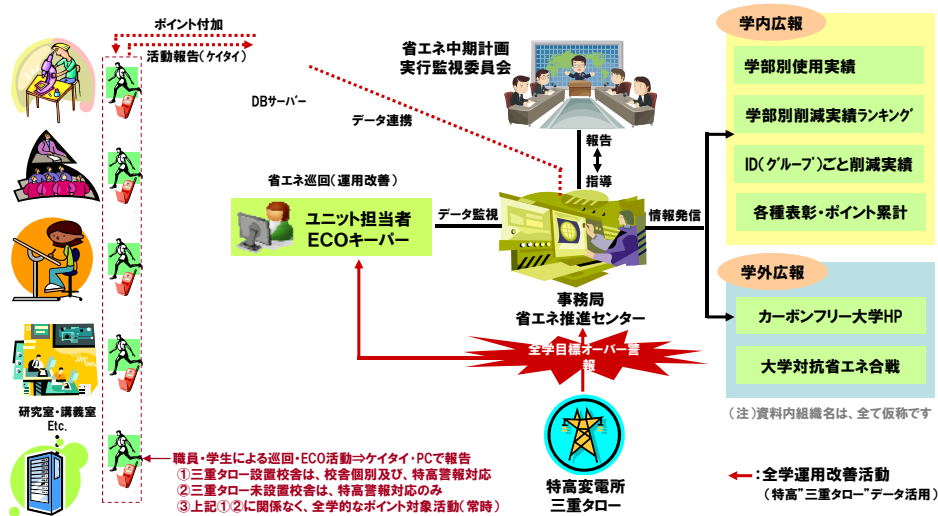 ポイント付加
活動報告(ケイタイ)
DBサーバー
データ連携
省エネ中期計画
実行監視委員会
報告
指導
省エネ巡回(運用改善)
ユニット担当者
ECOキーパー
データ監視
情報発信
事務局
省エネ推進センター
全学目標オーバー警
報
特高変電所
三重タロー
研究室・講義室
Etc.
職員・学生による巡回・ECO活動⇒ケイタイ・PCで報告
①三重タロー設置校舎は、校舎個別及び、特高警報対応
②三重タロー未設置校舎は、特高警報対応のみ
③上記①②に関係なく、全学的なポイント対象活動(常時)
学内広報
学部別使用実績
学部別削減実績ランキング
ID(グループ)ごと削減実績
各種表彰・ポイント累計
学外広報
カーボンフリー大学HP
大学対抗省エネ合戦
(注)資料内組織名は、全て仮称です
:全学運用改善活動
(特高”三重タロー”データ活用)